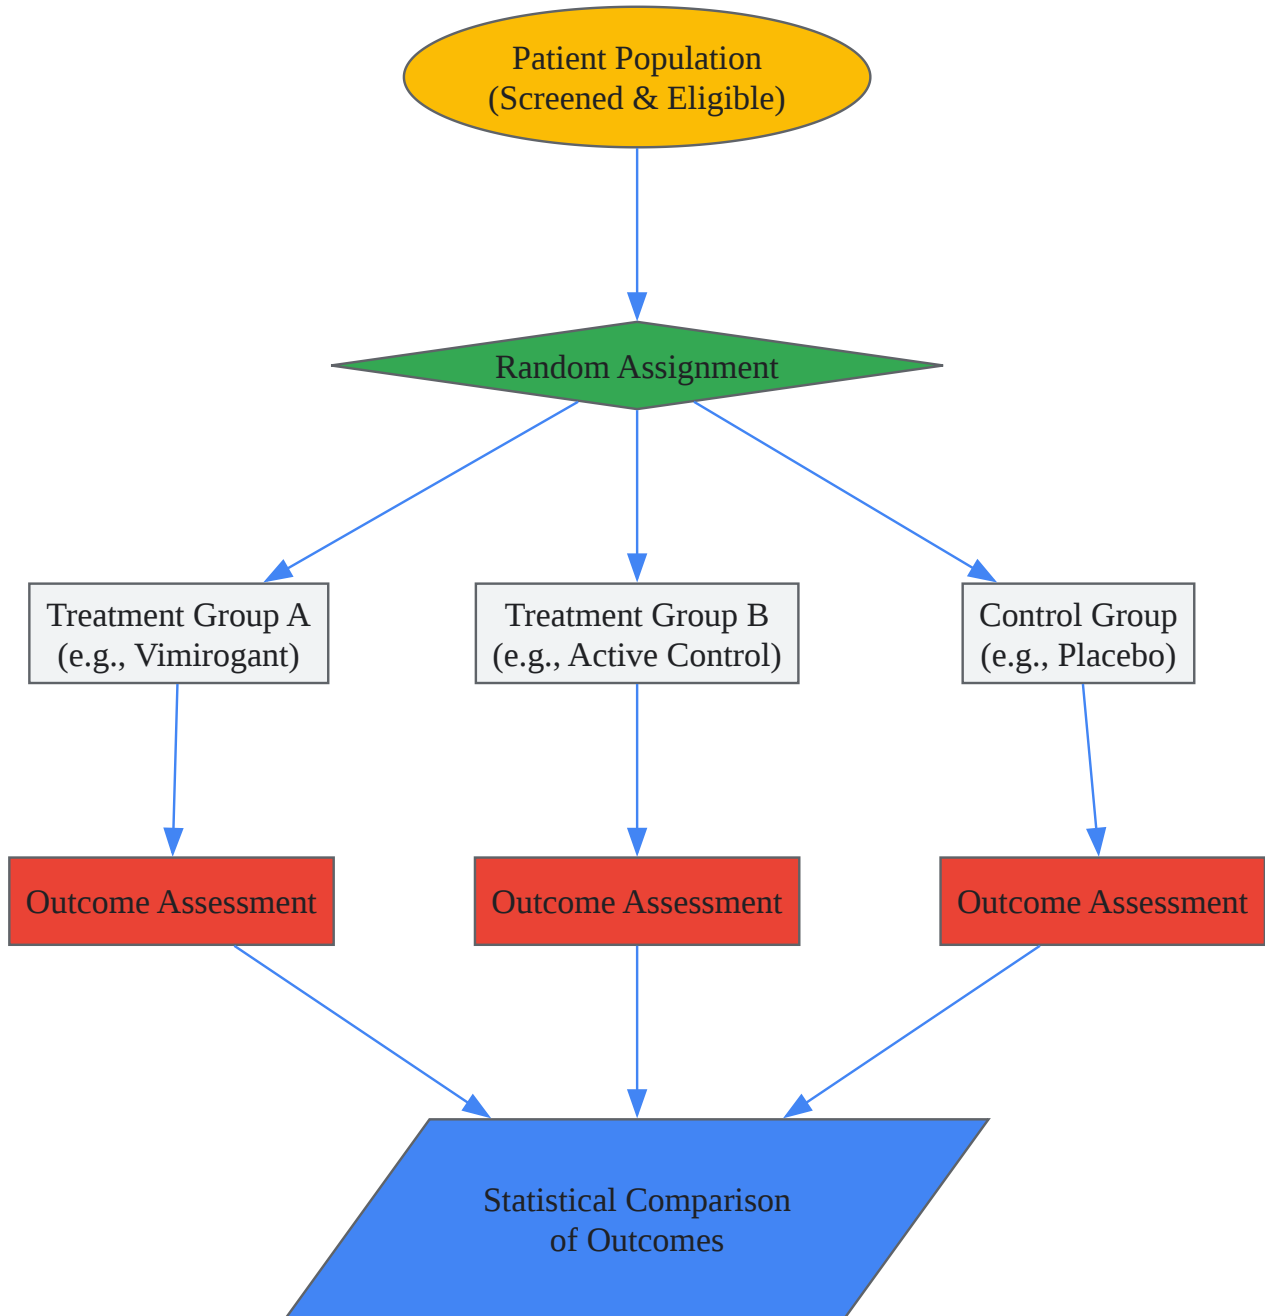 Patient Population
(Screened & Eligible)
Random Assignment
Treatment Group A
(e.g., Vimirogant)
Treatment Group B
(e.g., Active Control)
Control Group
(e.g., Placebo)
Outcome Assessment
Outcome Assessment
Outcome Assessment
Statistical Comparison
of Outcomes